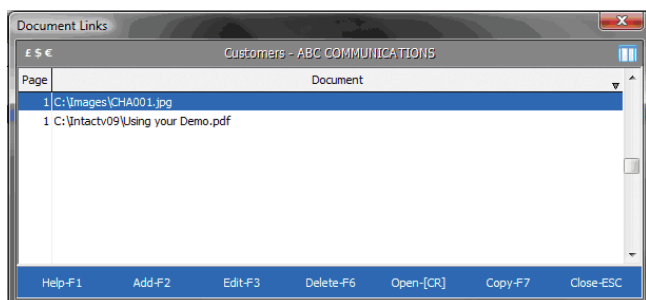 Document Links
£ $ € Customers - ABC COMMUNICATIONS
Page Document
1 C:\Images\CHA001.jpg
1 C:\Intactv09\Using your Demo.pdf
Help-F1 Add-F2 Edit-F3 Delete-F6 Open-[CR] Copy-F7 Close-ESC